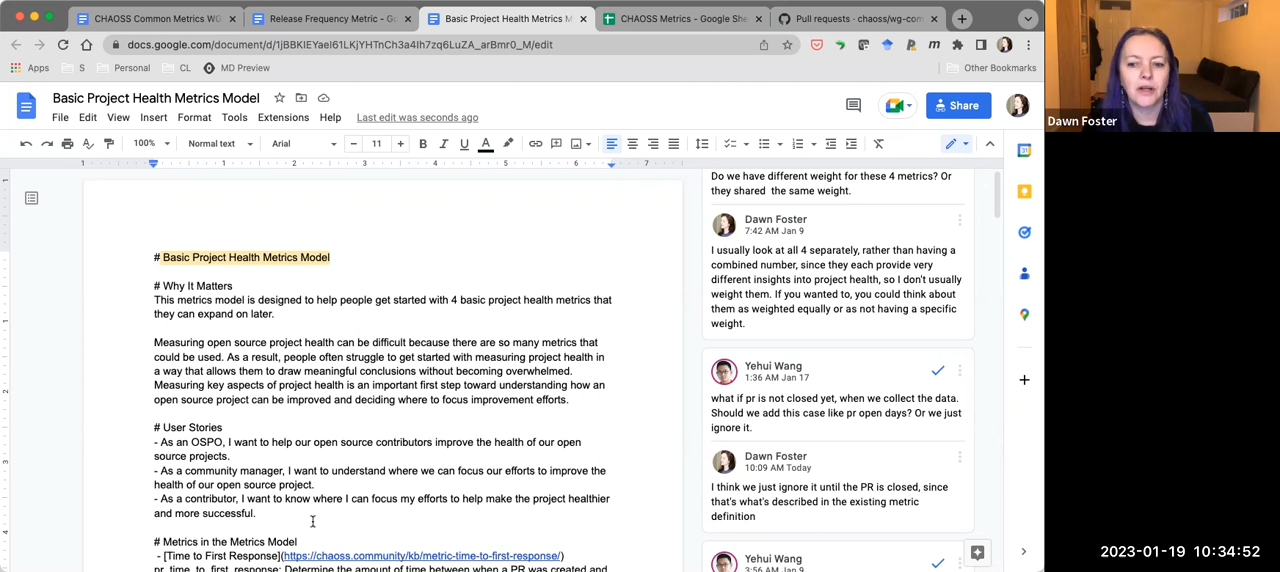 CHAOSS Common Metrics WG
Release Frequency Metric - Go
Basic Project Health Metrics M
CHAOSS Metrics - Google She
Pull requests · chaoss/wg-com
docs.google.com/document/d/1jBBKIEYaeI61LKjYHTnCh3a4Ih7zq6LuZA_arBmr0_M/edit
Apps
S
Personal
CL
MD Preview
Other Bookmarks
Basic Project Health Metrics Model
File Edit View Insert Format Tools Extensions Help Last edit was seconds ago
Share
100% Normal text Arial 11
# Basic Project Health Metrics Model
# Why It Matters
This metrics model is designed to help people get started with 4 basic project health metrics that
they can expand on later.
Measuring open source project health can be difficult because there are so many metrics that
could be used. As a result, people often struggle to get started with measuring project health in
a way that allows them to draw meaningful conclusions without becoming overwhelmed.
Measuring key aspects of project health is an important first step toward understanding how an
open source project can be improved and deciding where to focus improvement efforts.
# User Stories
- As an OSPO, I want to help our open source contributors improve the health of our open
source projects.
- As a community manager, I want to understand where we can focus our efforts to improve the
health of our open source project.
- As a contributor, I want to know where I can focus my efforts to help make the project healthier
and more successful.
# Metrics in the Metrics Model
- [Time to First Response](https://chaoss.community/kb/metric-time-to-first-response/)
pr_time_to_first_response: Determine the amount of time between when a PR was created and
Do we have different weight for these 4 metrics? Or
they shared the same weight.
Dawn Foster
7:42 AM Jan 9
I usually look at all 4 separately, rather than having a
combined number, since they each provide very
different insights into project health, so I don't usually
weight them. If you wanted to, you could think about
them as weighted equally or as not having a specific
weight.
Yehui Wang
1:36 AM Jan 17
what if pr is not closed yet, when we collect the data.
Should we add this case like pr open days? Or we just
ignore it.
Dawn Foster
10:09 AM Today
I think we just ignore it until the PR is closed, since
that's what's described in the existing metric
definition
Yehui Wang
3:56 AM Jan 9
Dawn Foster
2023-01-19 10:34:52